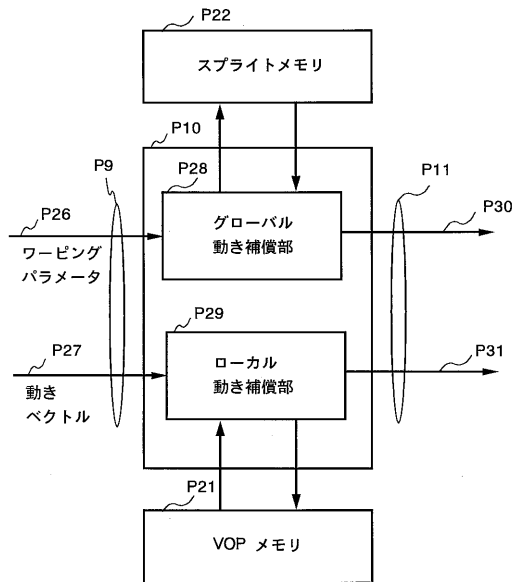 P22
スプライトメモリ
P10
P9
P28
P11
P26
グローバル
動き補償部
P30
ワーピング
パラメータ
P29
P27
ローカル
動き補償部
P31
動き
ベクトル
P21
VOP メモリ